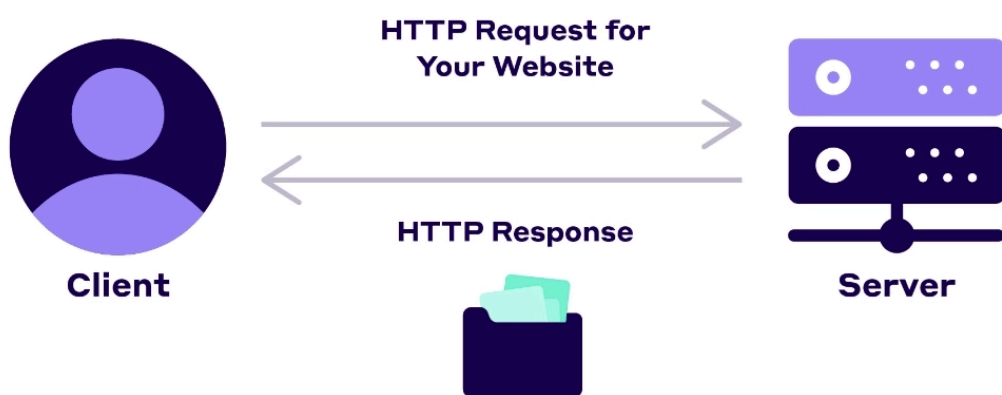 HTTP Request for
Your Website
HTTP Response
Client
Server